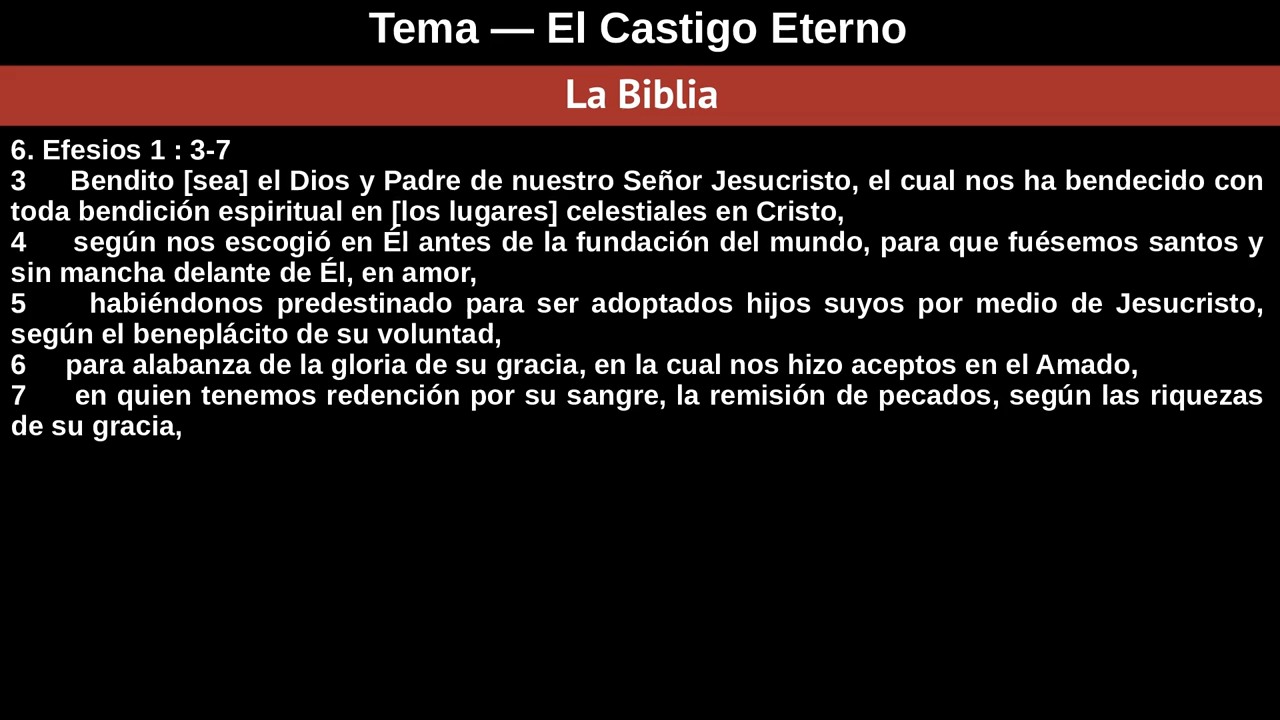 Tema — El Castigo Eterno
La Biblia
6. Efesios 1 : 3-7
3 Bendito [sea] el Dios y Padre de nuestro Señor Jesucristo, el cual nos ha bendecido con
toda bendición espiritual en [los lugares] celestiales en Cristo,
4 según nos escogió en Él antes de la fundación del mundo, para que fuésemos santos y
sin mancha delante de Él, en amor,
5 habiéndonos predestinado para ser adoptados hijos suyos por medio de Jesucristo,
según el beneplácito de su voluntad,
6 para alabanza de la gloria de su gracia, en la cual nos hizo aceptos en el Amado,
7 en quien tenemos redención por su sangre, la remisión de pecados, según las riquezas
de su gracia,